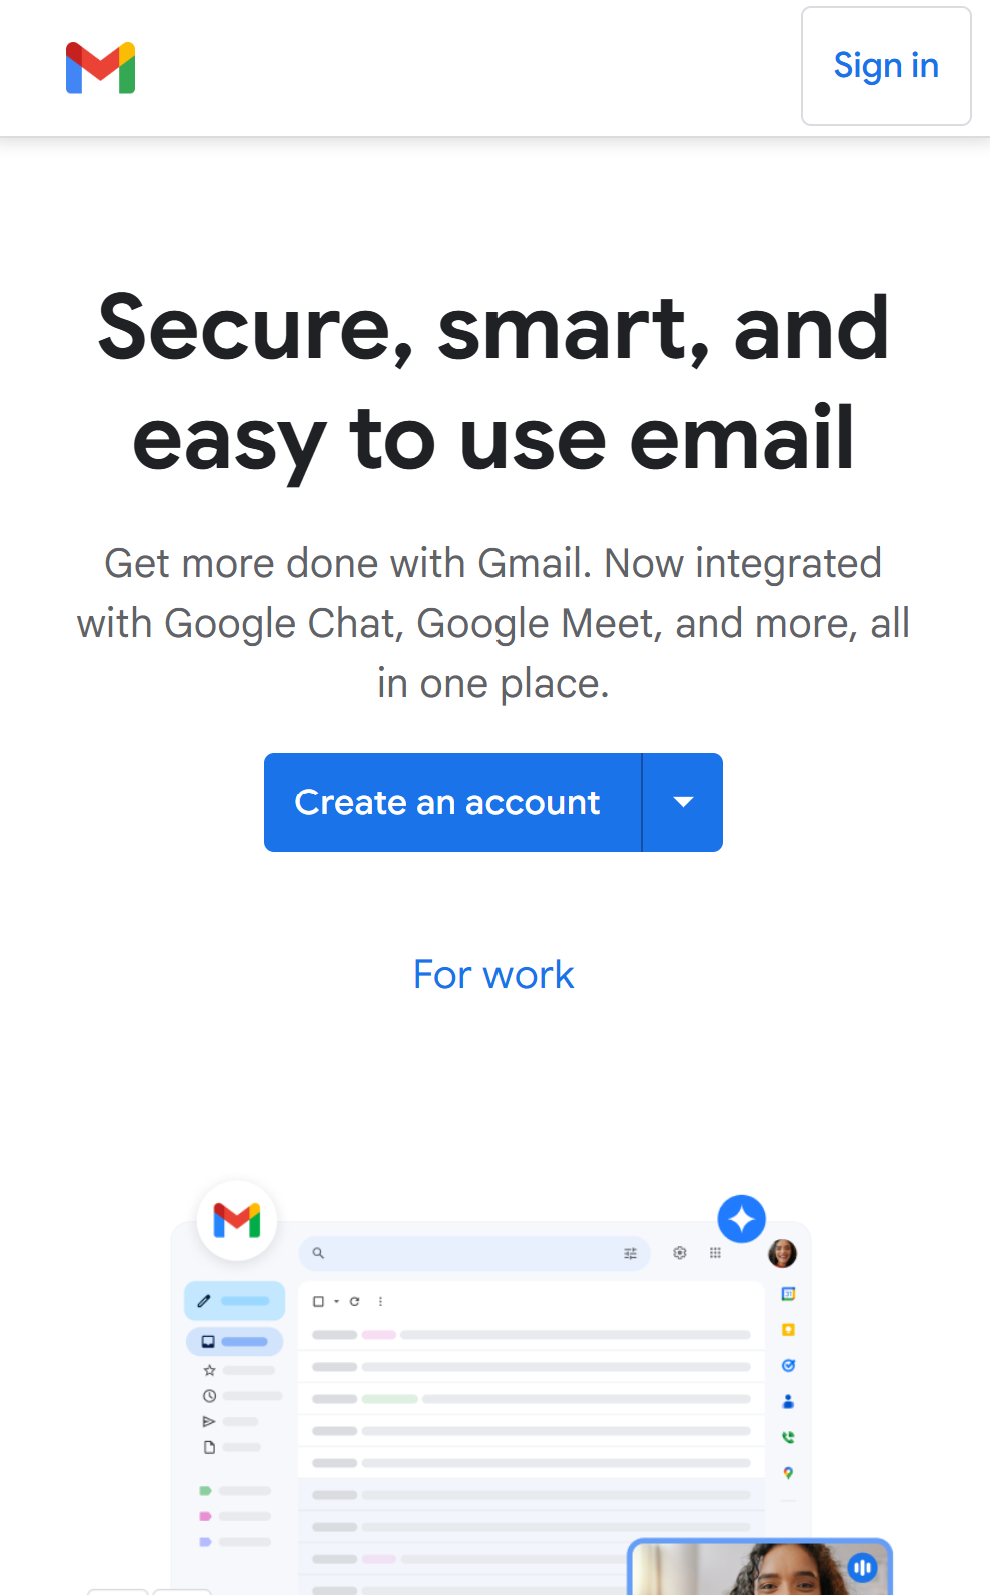 Sign in
Secure, smart, and
easy to use email
Get more done with Gmail. Now integrated
with Google Chat, Google Meet, and more, all
in one place.
Create an account
For work